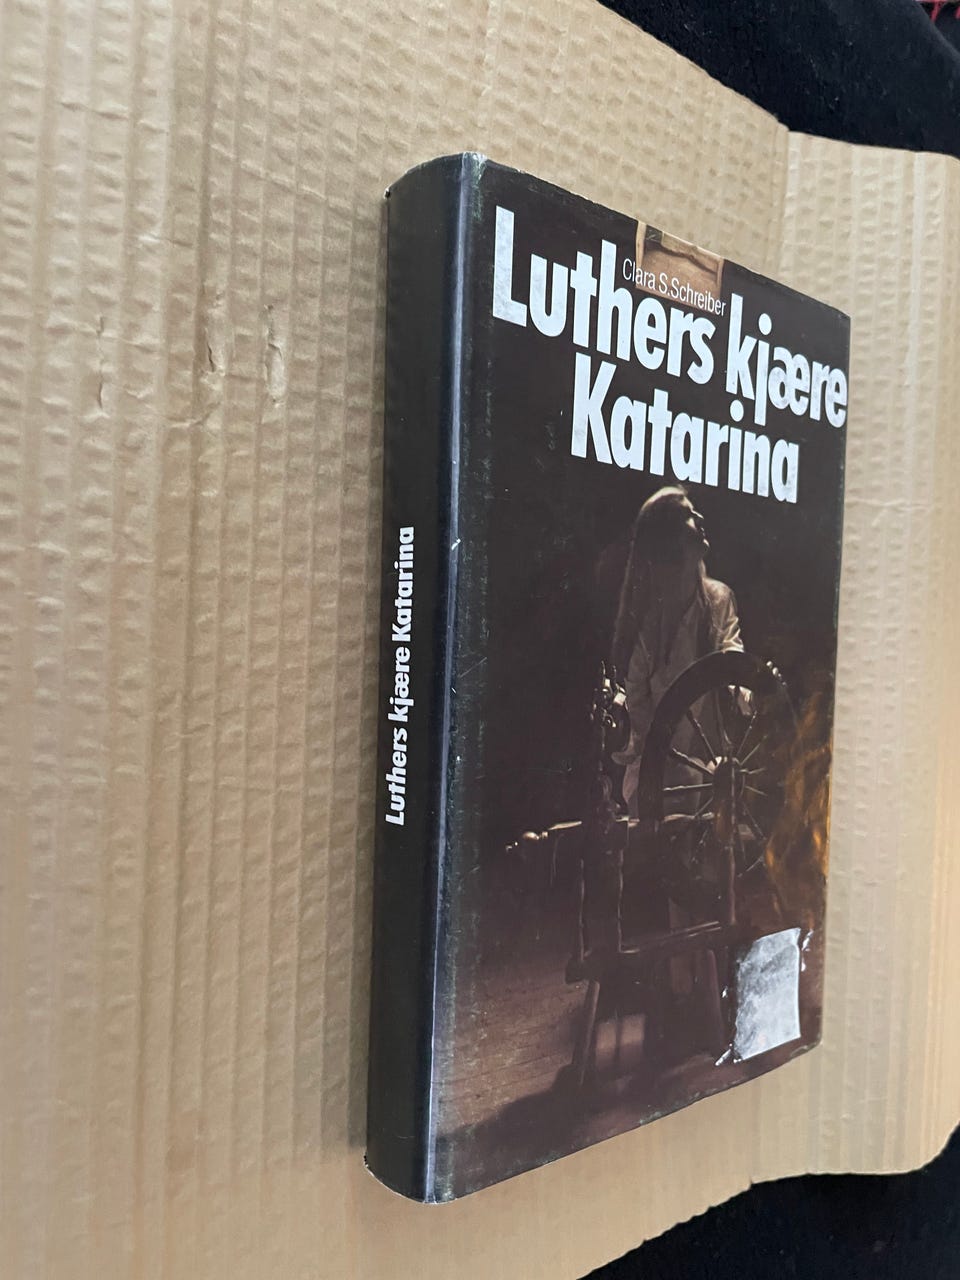 Clara S.Schreiber
Luthers kjære
Katarina
Luthers kjære Katarina